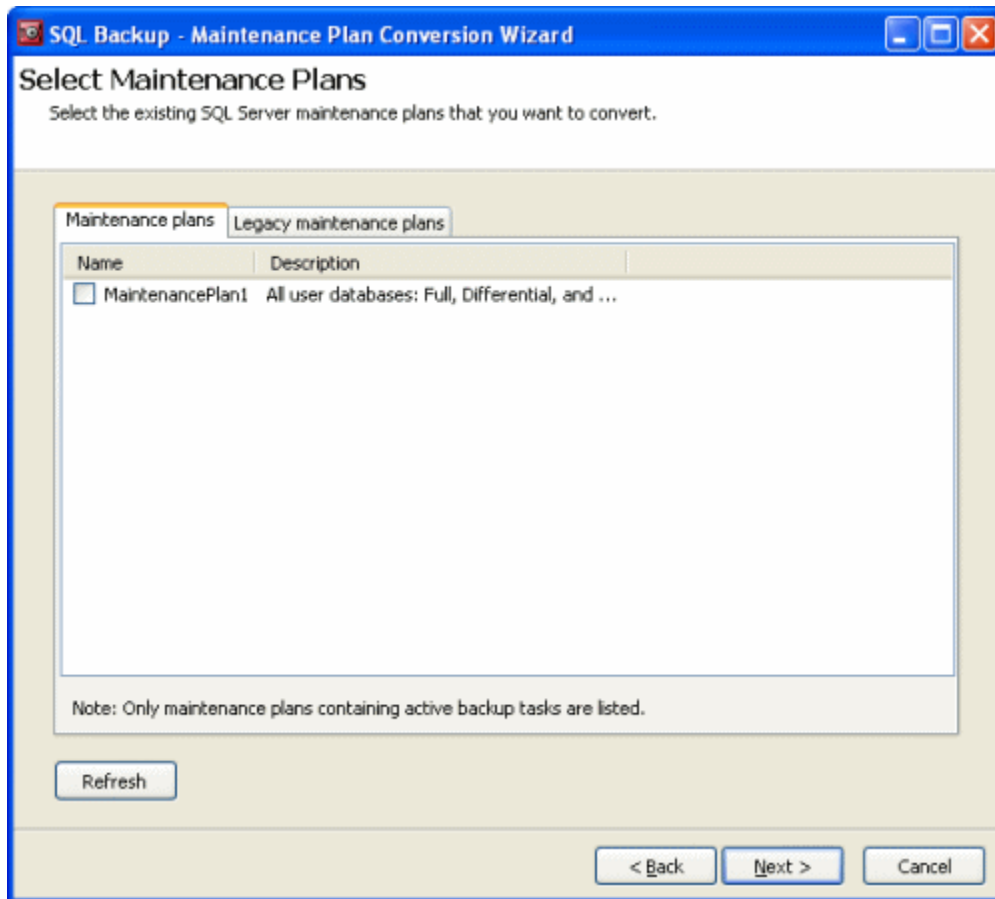 SQL Backup - Maintenance Plan Conversion Wizard
Select Maintenance Plans
Select the existing SQL Server maintenance plans that you want to convert.
Maintenance plans Legacy maintenance plans
Name Description
MaintenancePlan1 All user databases: Full, Differential, and ...
Note: Only maintenance plans containing active backup tasks are listed.
Refresh
< Back Next > Cancel